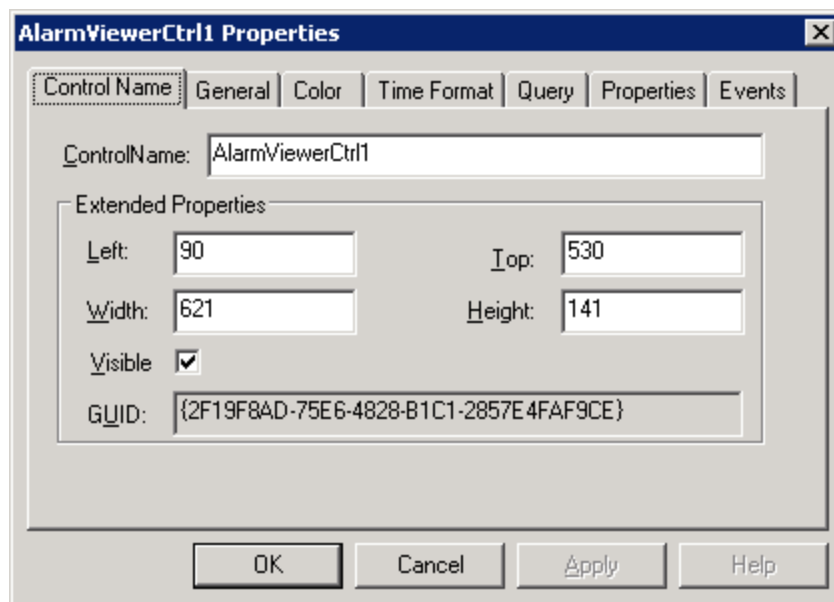 AlarmViewerCtrl1 Properties
Control Name General Color Time Format Query Properties Events
ControlName: AlarmViewerCtrl1
Extended Properties
Left: 90 Top: 530
Width: 621 Height: 141
Visible
GUID: {2F19F8AD-75E6-4828-B1C1-2857E4FAF9CE}
OK Cancel Apply Help